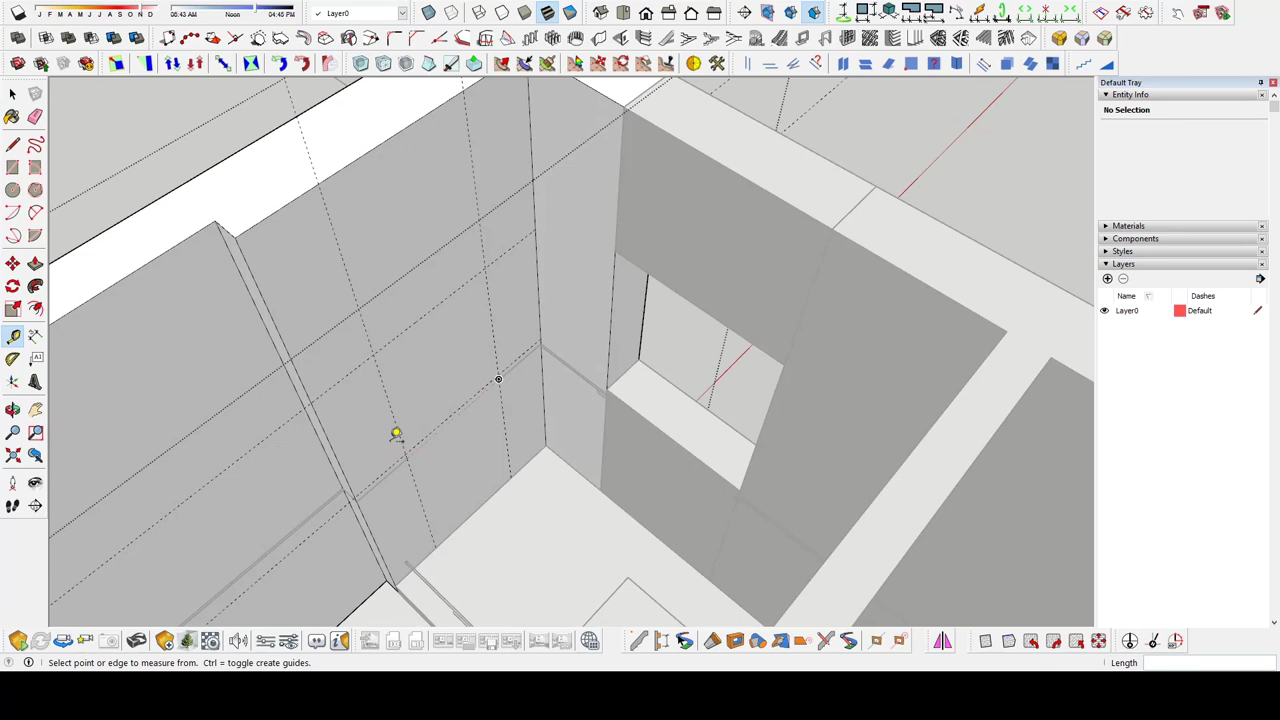 J F M A M J J A S O N D
06:43 AM Noon 04:45 PM
Layer0
Default Tray
Entity Info
No Selection
Materials
Components
Styles
Layers
Name Dashes
Layer0 Default
A1
Select point or edge to measure from. Ctrl = toggle create guides.
Length